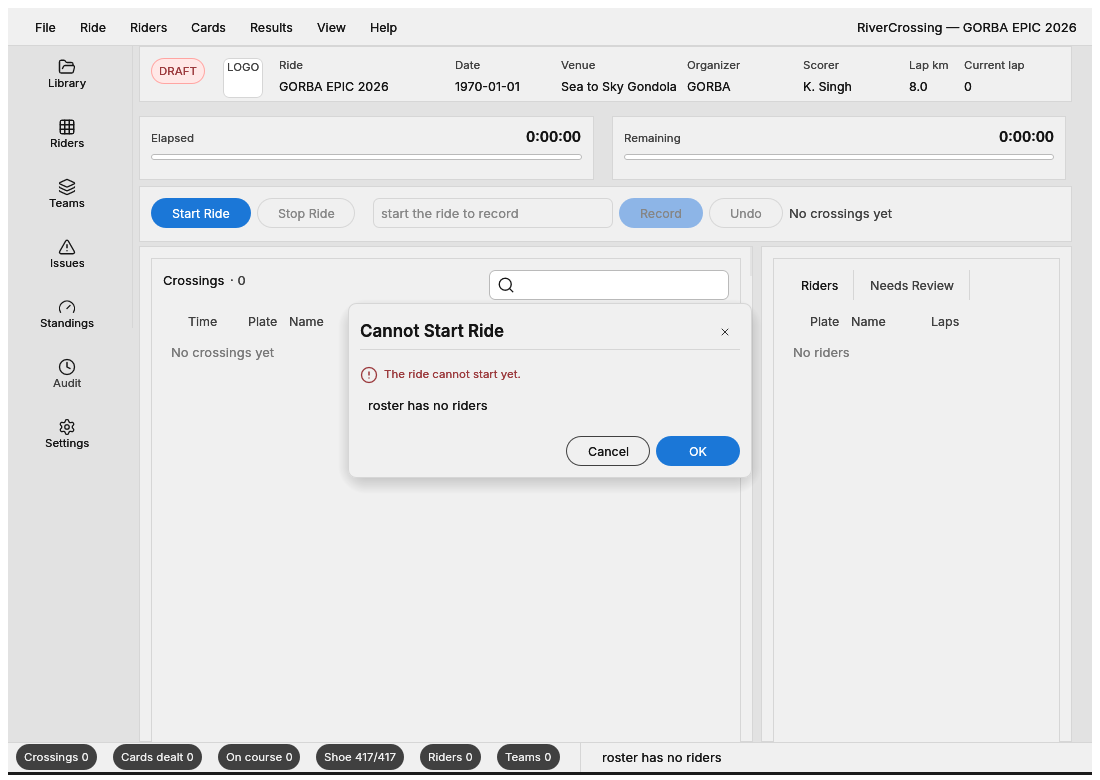 File Ride Riders Cards Results View Help RiverCrossing — GORBA EPIC 2026
Library
Riders
Teams
Issues
Standings
Audit
Settings
DRAFT
LOGO
Ride Date Venue Organizer Scorer Lap km Current lap
GORBA EPIC 2026 1970-01-01 Sea to Sky Gondola GORBA K. Singh 8.0 0
Elapsed 0:00:00
Remaining 0:00:00
Start Ride Stop Ride start the ride to record Record Undo No crossings yet
Crossings · 0
Time Plate Name
No crossings yet
Riders Needs Review
Plate Name Laps
No riders
Cannot Start Ride ×
The ride cannot start yet.
roster has no riders
Cancel OK
Crossings 0 Cards dealt 0 On course 0 Shoe 417/417 Riders 0 Teams 0 roster has no riders